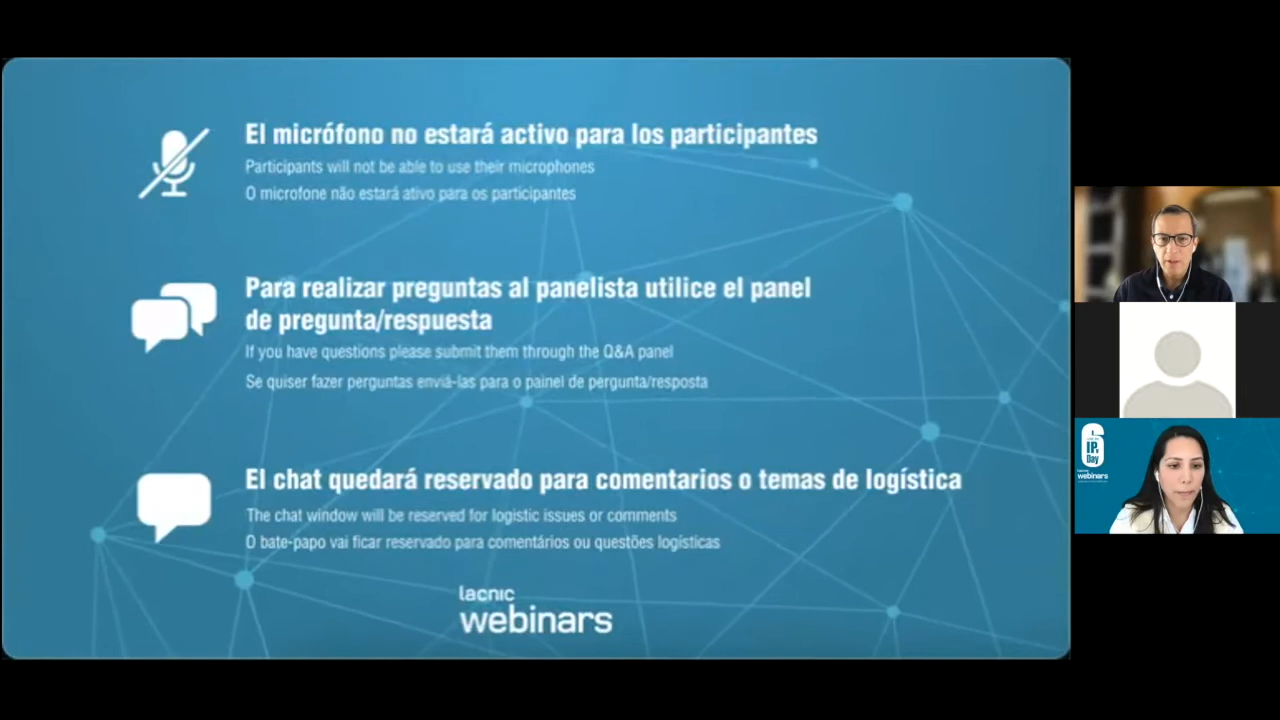 El micrófono no estará activo para los participantes
Participants will not be able to use their microphones
O microfone não estará ativo para os participantes
Para realizar preguntas al panelista utilice el panel
de pregunta/respuesta
If you have questions please submit them through the Q&A panel
Se quiser fazer perguntas enviá-las para o painel de pergunta/resposta
El chat quedará reservado para comentarios o temas de logística
The chat window will be reserved for logistic issues or comments
O bate-papo vai ficar reservado para comentários ou questões logísticas
lacnic
webinars
Day
webinars